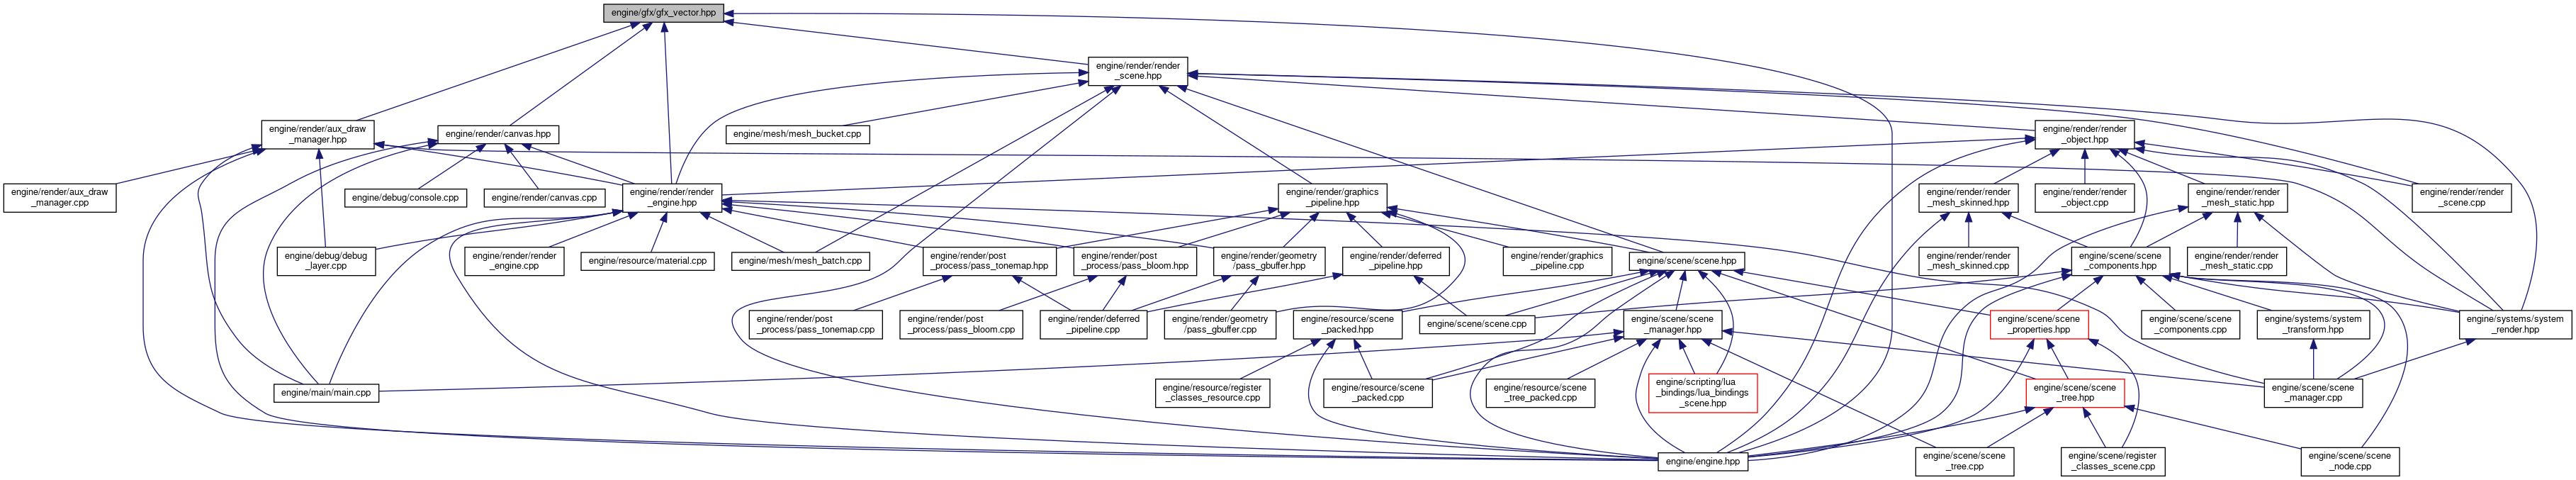 engine/gfx/gfx_vector.hpp
engine/render/render
_scene.hpp
engine/render/aux_draw
_manager.hpp
engine/render/canvas.hpp
engine/mesh/mesh_bucket.cpp
engine/render/render
_object.hpp
engine/render/aux_draw
_manager.cpp
engine/debug/console.cpp
engine/render/canvas.cpp
engine/render/render
_engine.hpp
engine/render/graphics
_pipeline.hpp
engine/render/render
_mesh_skinned.hpp
engine/render/render
_object.cpp
engine/render/render
_mesh_static.hpp
engine/render/render
_scene.cpp
engine/debug/debug
_layer.cpp
engine/render/render
_engine.cpp
engine/resource/material.cpp
engine/mesh/mesh_batch.cpp
engine/render/post
_process/pass_tonemap.hpp
engine/render/post
_process/pass_bloom.hpp
engine/render/geometry
/pass_gbuffer.hpp
engine/render/deferred
_pipeline.hpp
engine/render/graphics
_pipeline.cpp
engine/scene/scene.hpp
engine/render/render
_mesh_skinned.cpp
engine/scene/scene
_components.hpp
engine/render/render
_mesh_static.cpp
engine/render/post
_process/pass_tonemap.cpp
engine/render/post
_process/pass_bloom.cpp
engine/render/deferred
_pipeline.cpp
engine/render/geometry
/pass_gbuffer.cpp
engine/resource/scene
_packed.hpp
engine/scene/scene.cpp
engine/scene/scene
_manager.hpp
engine/scene/scene
_properties.hpp
engine/scene/scene
_components.cpp
engine/systems/system
_transform.hpp
engine/systems/system
_render.hpp
engine/main/main.cpp
engine/resource/register
_classes_resource.cpp
engine/resource/scene
_packed.cpp
engine/resource/scene
_tree_packed.cpp
engine/scripting/lua
_bindings/lua_bindings
_scene.hpp
engine/scene/scene
_tree.hpp
engine/scene/scene
_manager.cpp
engine/engine.hpp
engine/scene/scene
_tree.cpp
engine/scene/register
_classes_scene.cpp
engine/scene/scene
_node.cpp